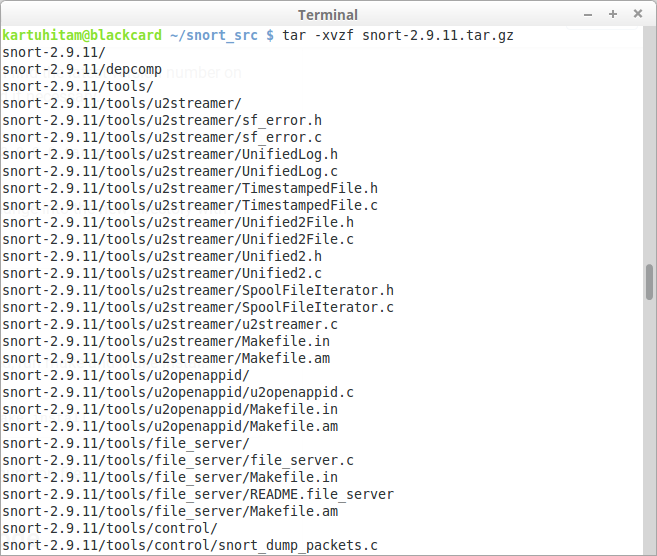 Terminal
kartuhitam@blackcard ~/snort_src $ tar -xvzf snort-2.9.11.tar.gz
snort-2.9.11/
snort-2.9.11/depcomp
number on
snort-2.9.11/tools/
snort-2.9.11/tools/u2streamer/
snort-2.9.11/tools/u2streamer/sf_error.h
snort-2.9.11/tools/u2streamer/sf_error.c
snort-2.9.11/tools/u2streamer/UnifiedLog.h
snort-2.9.11/tools/u2streamer/UnifiedLog.c
snort-2.9.11/tools/u2streamer/TimestampedFile.h
snort-2.9.11/tools/u2streamer/TimestampedFile.c
snort-2.9.11/tools/u2streamer/Unified2File.h
snort-2.9.11/tools/u2streamer/Unified2File.c
snort-2.9.11/tools/u2streamer/Unified2.h
snort-2.9.11/tools/u2streamer/Unified2.c
snort-2.9.11/tools/u2streamer/SpoolFileIterator.h
snort-2.9.11/tools/u2streamer/SpoolFileIterator.c
snort-2.9.11/tools/u2streamer/u2streamer.c
snort-2.9.11/tools/u2streamer/Makefile.in
snort-2.9.11/tools/u2streamer/Makefile.am
snort-2.9.11/tools/u2openappid/
snort-2.9.11/tools/u2openappid/u2openappid.c
snort-2.9.11/tools/u2openappid/Makefile.in
snort-2.9.11/tools/u2openappid/Makefile.am
snort-2.9.11/tools/file_server/
snort-2.9.11/tools/file_server/file_server.c
snort-2.9.11/tools/file_server/Makefile.in
snort-2.9.11/tools/file_server/README.file_server
snort-2.9.11/tools/file_server/Makefile.am
snort-2.9.11/tools/control/
snort-2.9.11/tools/control/snort_dump_packets.c